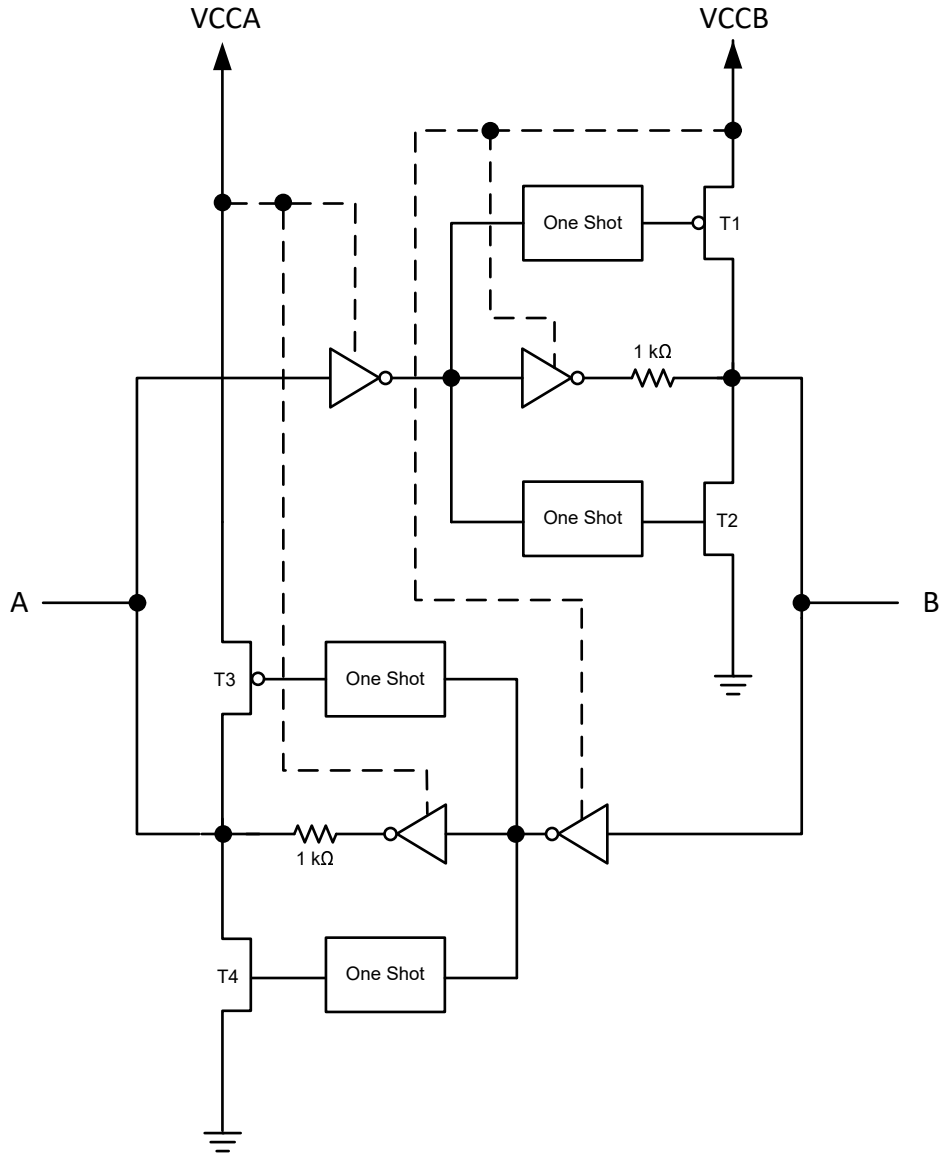 VCCA
VCCB
One Shot
T1
1 kΩ
One Shot
T2
A
B
T3
One Shot
1 kΩ
T4
One Shot